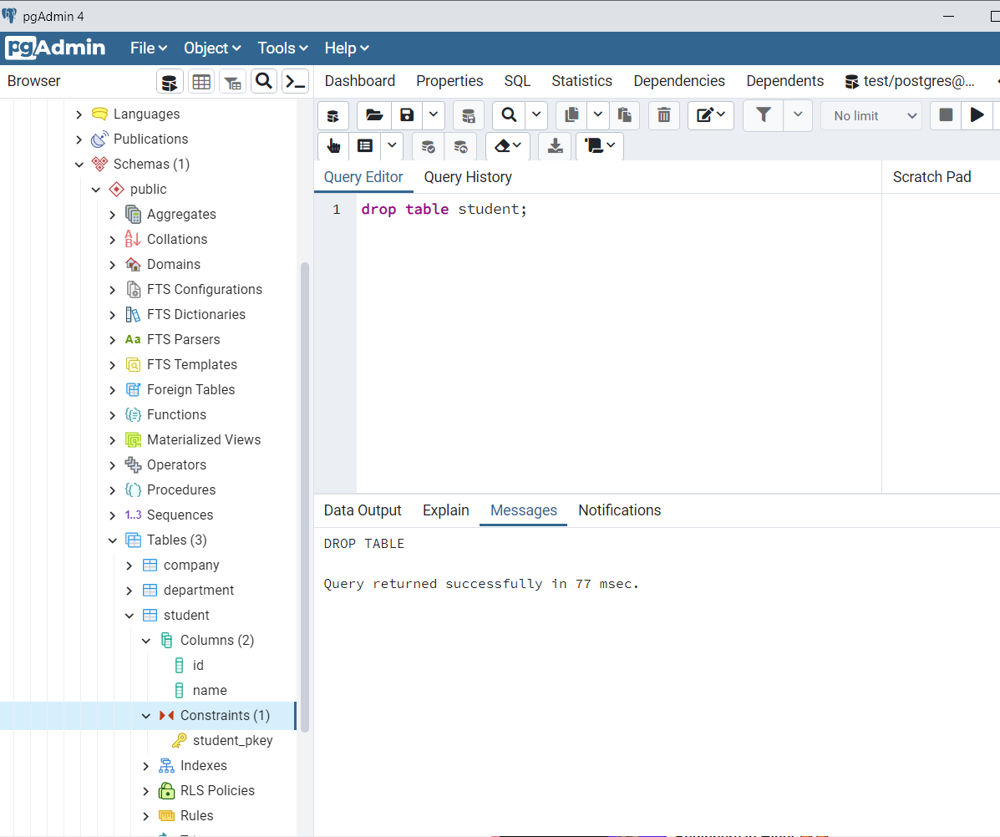 pgAdmin 4
pgAdmin File Object Tools Help
Browser
Dashboard Properties SQL Statistics Dependencies Dependents test/postgres@...
Languages
Publications
Schemas (1)
public
Aggregates
Collations
Domains
FTS Configurations
FTS Dictionaries
Aa FTS Parsers
FTS Templates
Foreign Tables
Functions
Materialized Views
Operators
Procedures
1..3 Sequences
Tables (3)
company
department
student
Columns (2)
id
name
Constraints (1)
student_pkey
Indexes
RLS Policies
Rules
No limit
Query Editor Query History
Scratch Pad
1 drop table student;
Data Output Explain Messages Notifications
DROP TABLE
Query returned successfully in 77 msec.